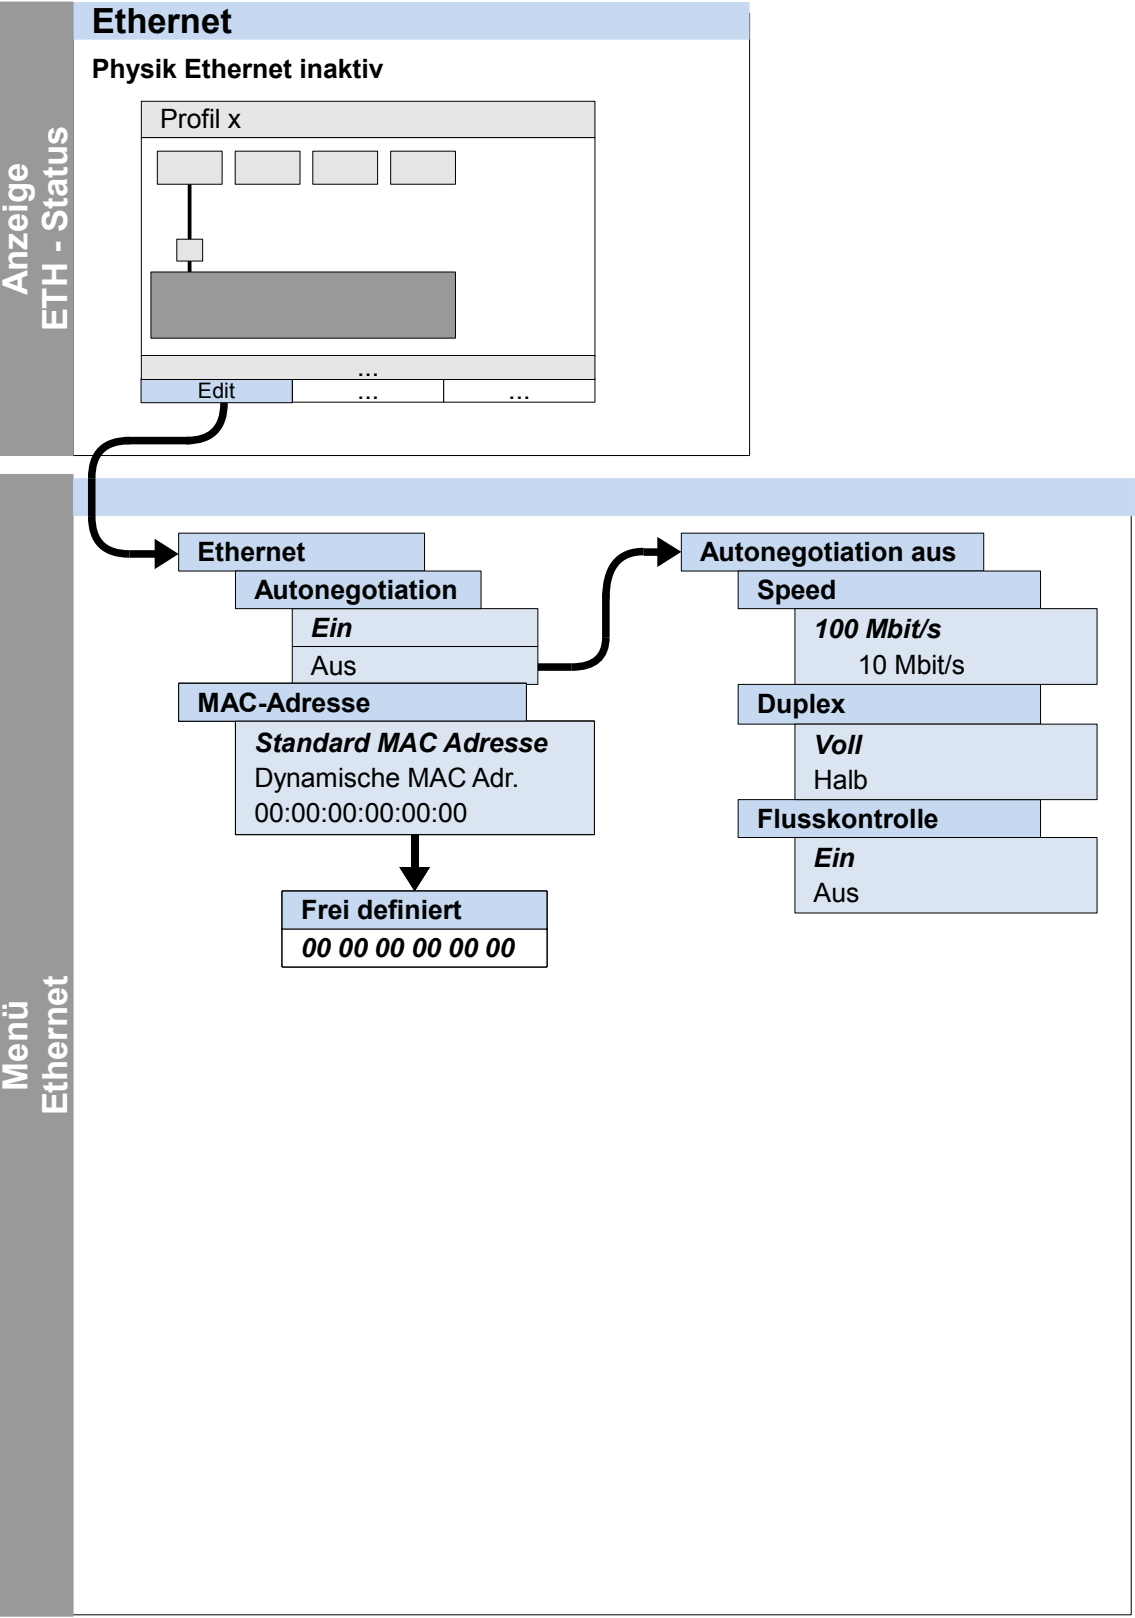 Ethernet
Physik Ethernet inaktiv
Anzeige
ETH - Status
Profil x
...
Edit
...
...
Menü
Ethernet
Ethernet
Autonegotiation
Ein
Aus
MAC-Adresse
Standard MAC Adresse
Dynamische MAC Adr.
00:00:00:00:00:00
Frei definiert
00 00 00 00 00 00
Autonegotiation aus
Speed
100 Mbit/s
10 Mbit/s
Duplex
Voll
Halb
Flusskontrolle
Ein
Aus